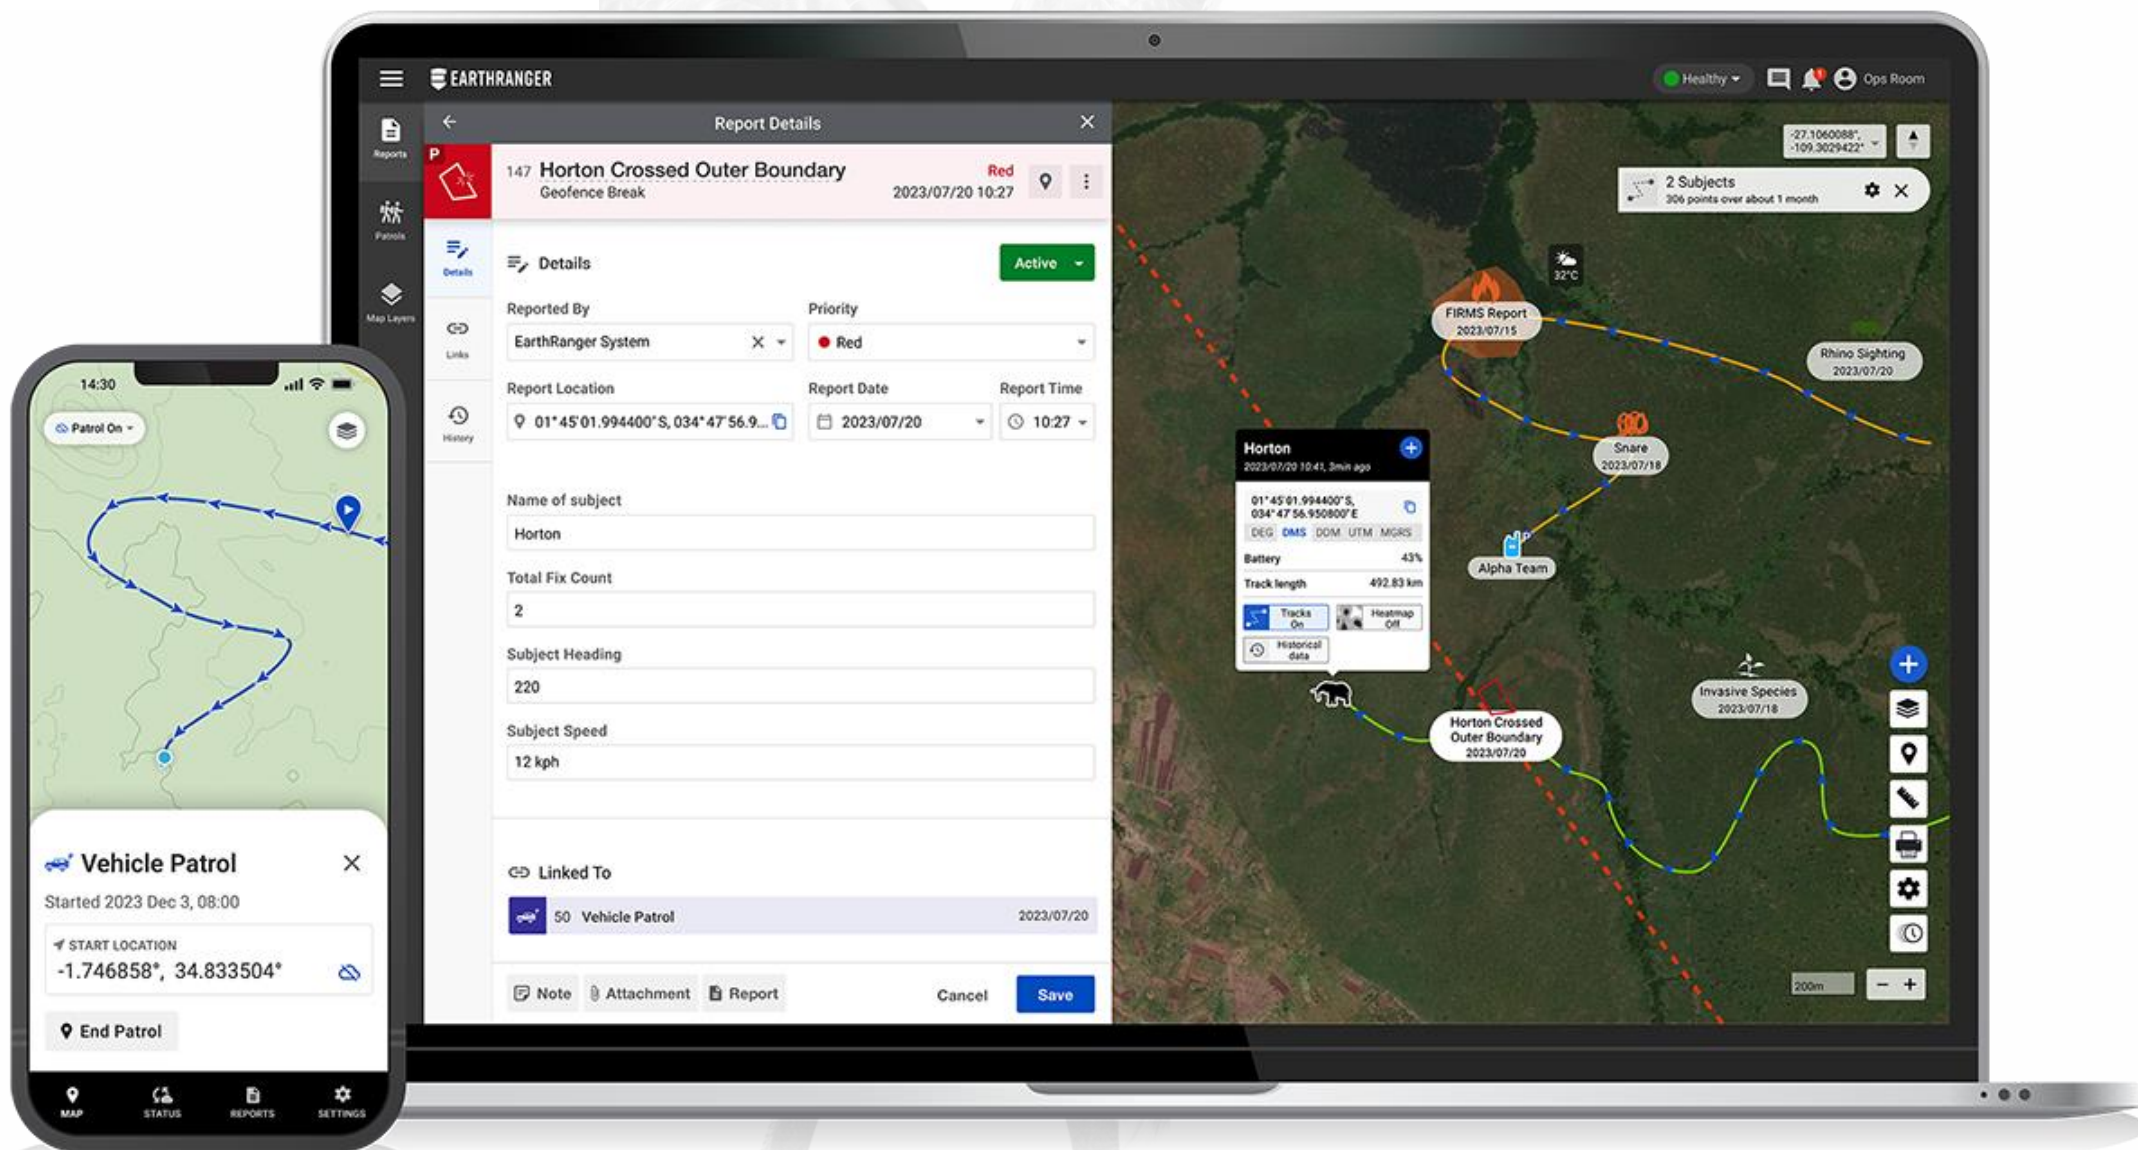 EARTHRANGER
Healthy
1
Ops Room
Reports
Patrols
Map Layers
Report Details
P
147 Horton Crossed Outer Boundary
Geofence Break
Red
2023/07/20 10:27
Details
Links
History
Details
Active
Reported By
Priority
EarthRanger System
Red
Report Location
Report Date
Report Time
01°45'01.994400"S, 034°47'56.9...
2023/07/20
10:27
Name of subject
Horton
Total Fix Count
2
Subject Heading
220
Subject Speed
12 kph
Linked To
50 Vehicle Patrol
2023/07/20
Note
Attachment
Report
Cancel
Save
-27.1060088°,
-109.3029422°
2 Subjects
306 points over about 1 month
32°C
FIRMS Report
2023/07/15
Rhino Sighting
2023/07/20
Snare
2023/07/18
Alpha Team
Horton
2023/07/20 10:41, 3min ago
01°45'01.994400"S,
034°47'56.950800"E
DEG DMS DDM UTM MGRS
Battery 43%
Track length 492.83 km
Tracks
On
Heatmap
Off
Historical
data
Invasive Species
2023/07/18
Horton Crossed
Outer Boundary
2023/07/20
200m
14:30
Patrol On
Vehicle Patrol
Started 2023 Dec 3, 08:00
START LOCATION
-1.746858°, 34.833504°
End Patrol
MAP
STATUS
REPORTS
SETTINGS